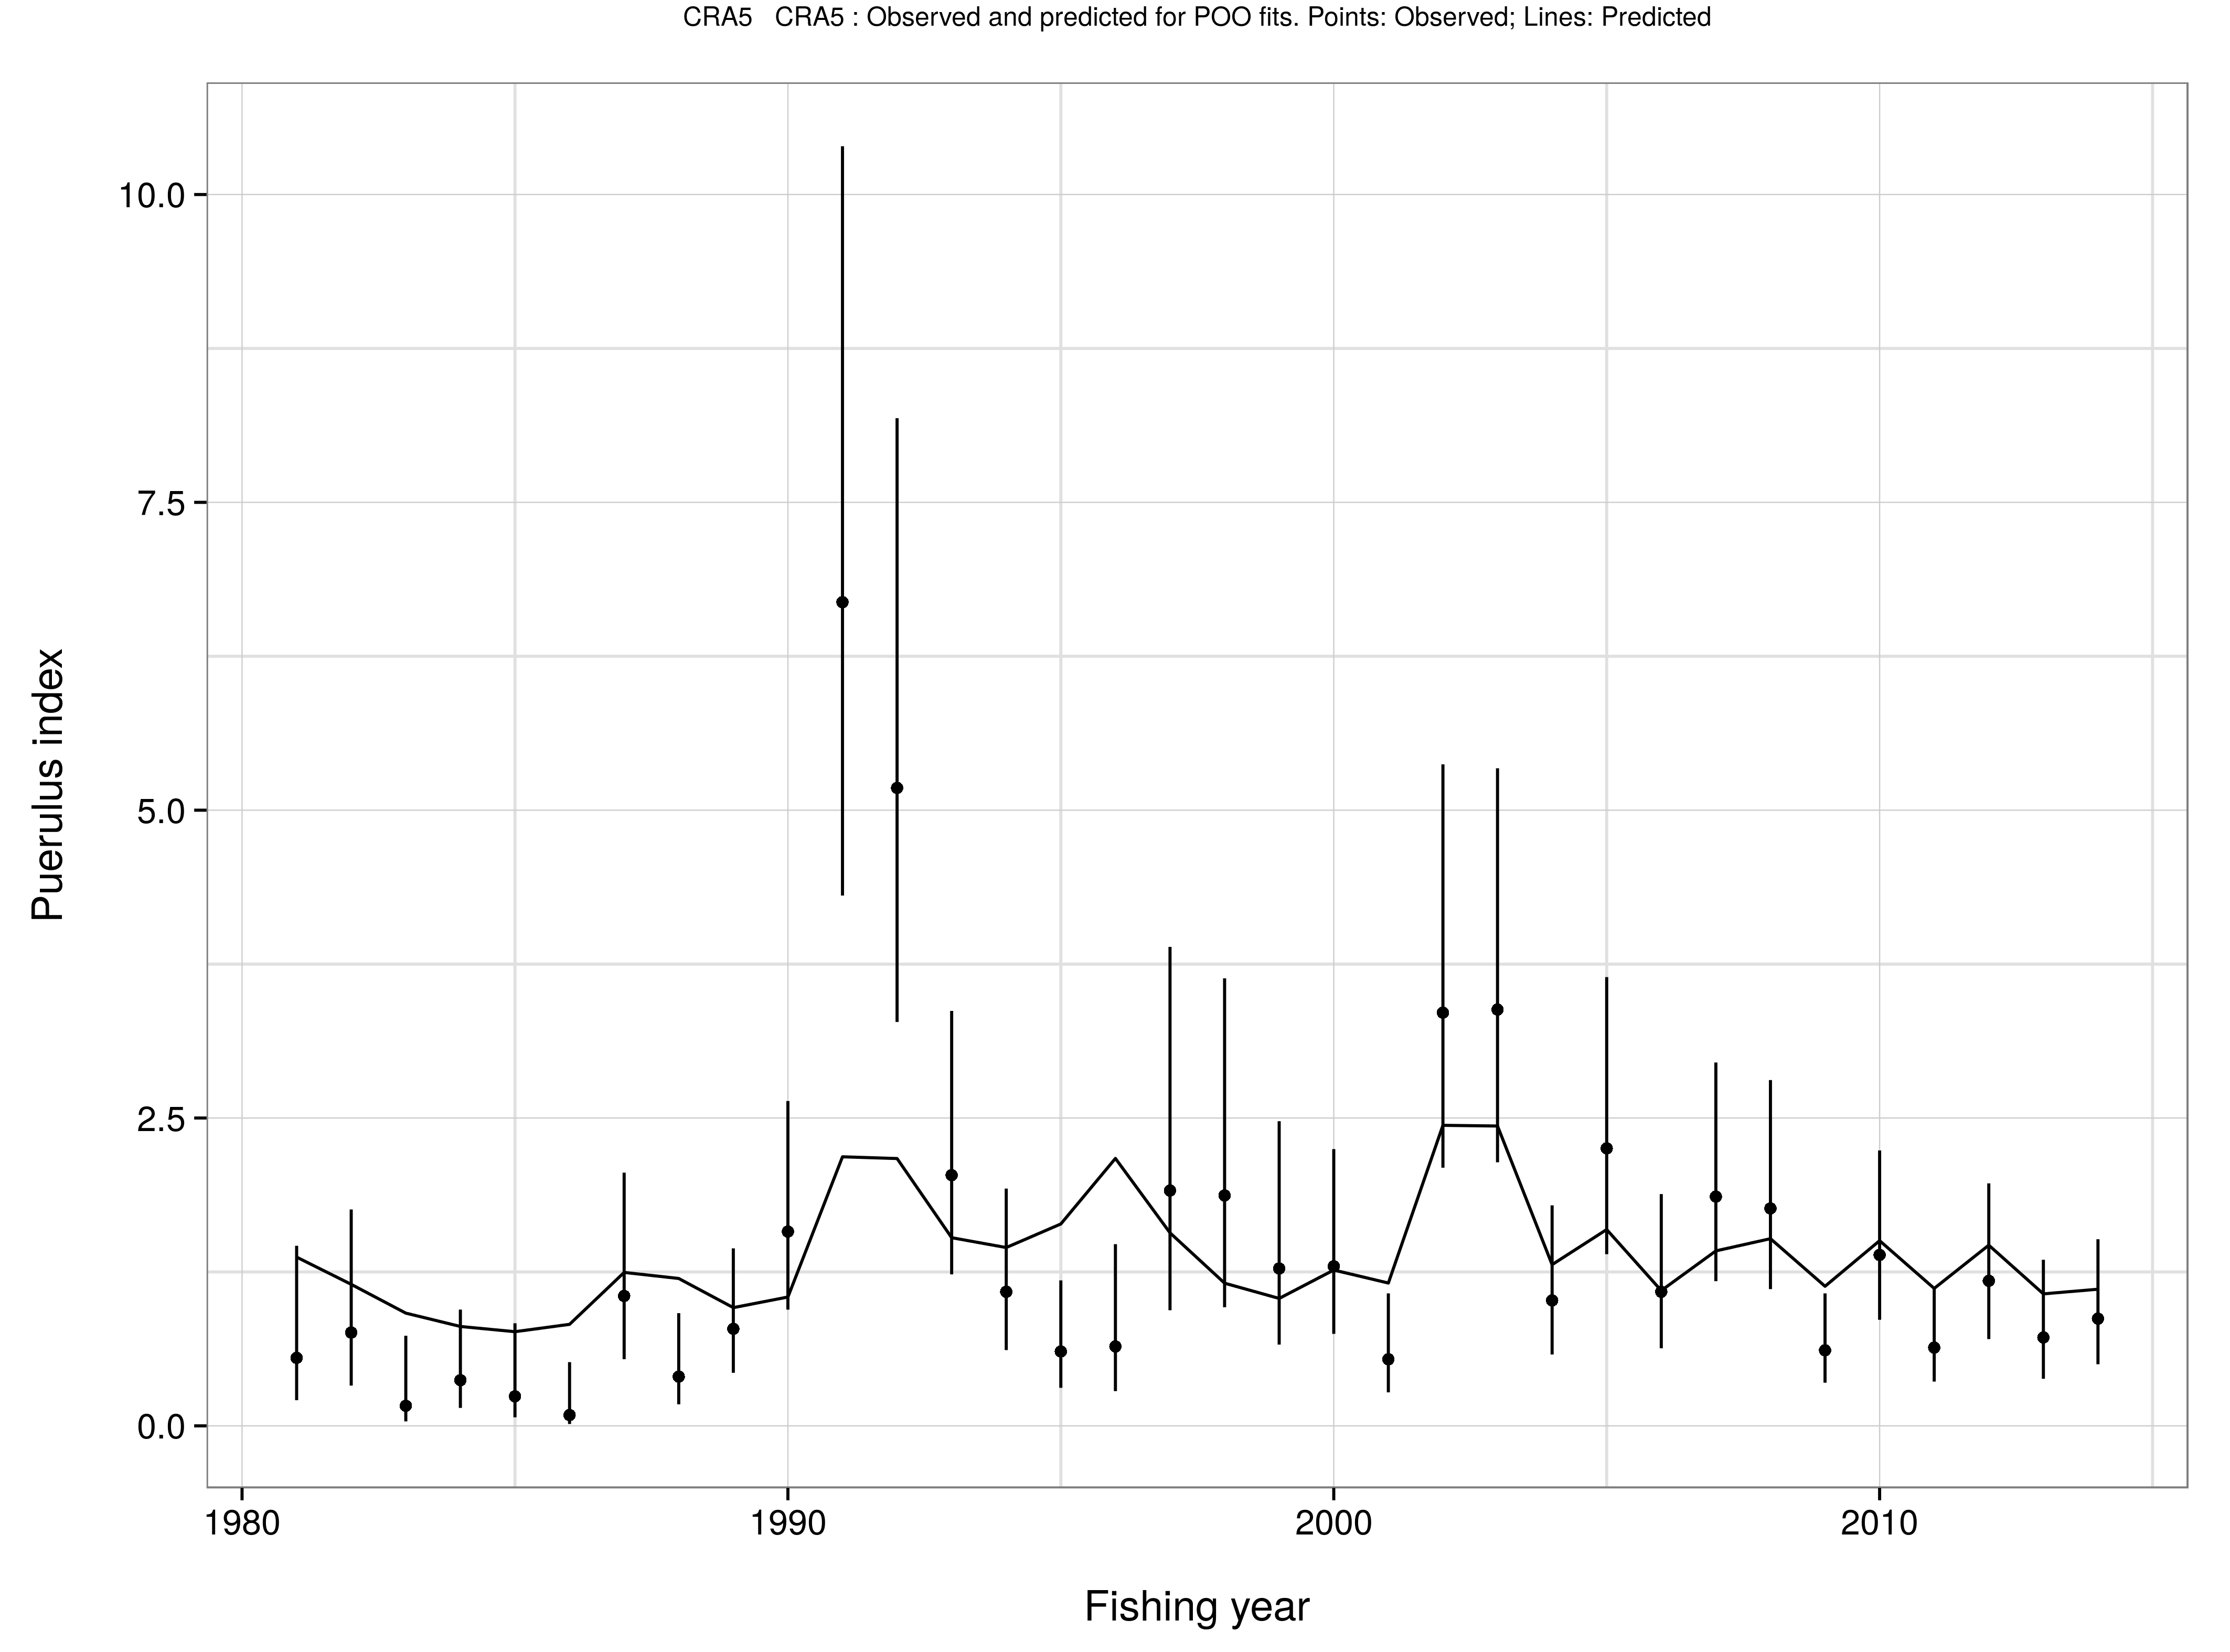 CRA5 CRA5 : Observed and predicted for POO fits. Points: Observed; Lines: Predicted
10.0
7.5
5.0
2.5
0.0
Puerulus index
1980 1990 2000 2010
Fishing year